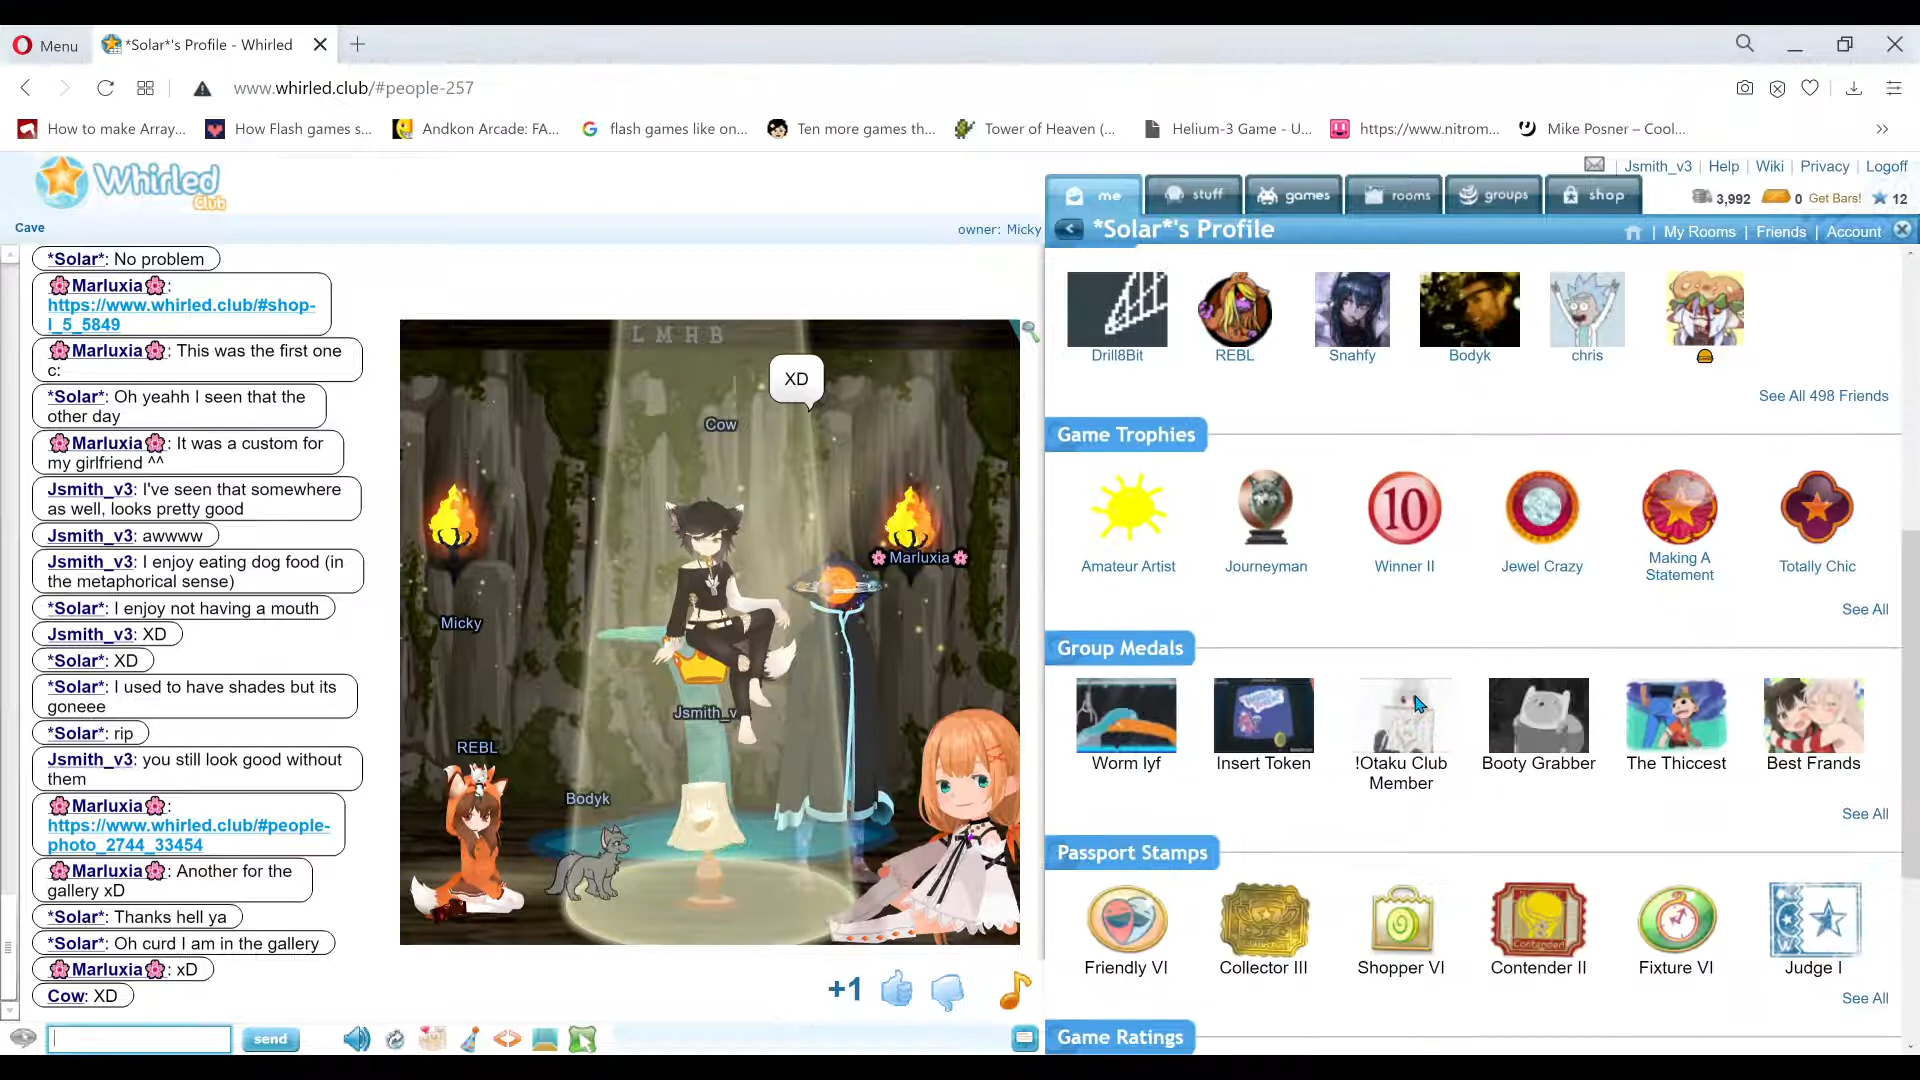 Menu
*Solar*'s Profile - Whirled
www.whirled.club/#people-257
How to make Array...
How Flash games s...
Andkon Arcade: FA...
flash games like on...
Ten more games th...
Tower of Heaven (...
Helium-3 Game - U...
https://www.nitrom...
Mike Posner – Cool...
Whirled
Club
Jsmith_v3 | Help | Wiki | Privacy | Logoff
me
stuff
games
rooms
groups
shop
3,992
0
Get Bars!
12
Cave
owner: Micky
*Solar*'s Profile
| My Rooms | Friends | Account
*Solar*: No problem
Marluxia:
https://www.whirled.club/#shop-
l_5_5849
Marluxia: This was the first one
c:
*Solar*: Oh yeahh I seen that the
other day
Marluxia: It was a custom for
my girlfriend ^^
Jsmith_v3: I've seen that somewhere
as well, looks pretty good
Jsmith_v3: awwww
Jsmith_v3: I enjoy eating dog food (in
the metaphorical sense)
*Solar*: I enjoy not having a mouth
Jsmith_v3: XD
*Solar*: XD
*Solar*: I used to have shades but its
goneee
*Solar*: rip
Jsmith_v3: you still look good without
them
Marluxia:
https://www.whirled.club/#people-
photo_2744_33454
Marluxia: Another for the
gallery xD
*Solar*: Thanks hell ya
*Solar*: Oh curd I am in the gallery
Marluxia: xD
Cow: XD
send
LMHB
XD
Cow
Marluxia
Micky
Jsmith_v
REBL
Bodyk
+1
Drill8Bit
REBL
Snahfy
Bodyk
chris
See All 498 Friends
Game Trophies
10
Amateur Artist
Journeyman
Winner II
Jewel Crazy
Making A
Statement
Totally Chic
See All
Group Medals
Worm lyf
Insert Token
!Otaku Club
Member
Booty Grabber
The Thiccest
Best Frands
See All
Passport Stamps
Contender
Friendly VI
Collector III
Shopper VI
Contender II
Fixture VI
Judge I
See All
Game Ratings